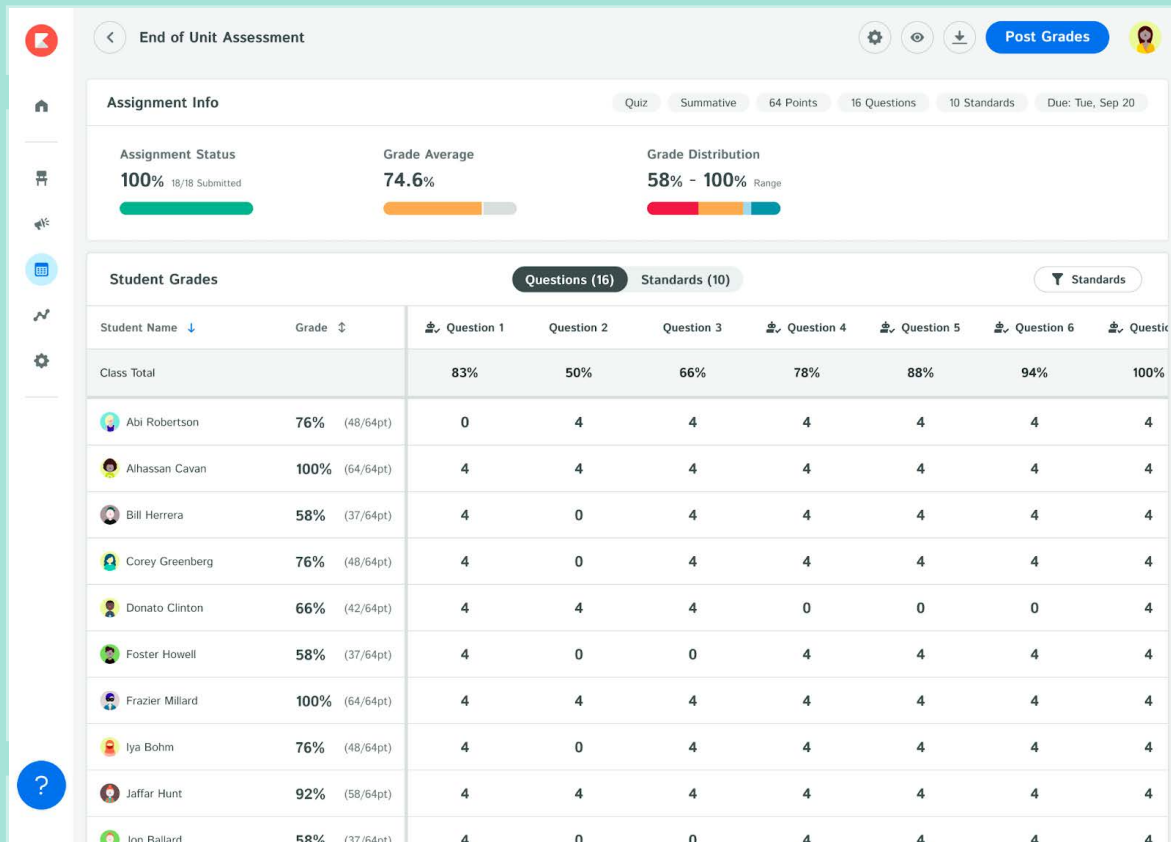 End of Unit Assessment Post Grades
Assignment Info Quiz Summative 64 Points 16 Questions 10 Standards Due: Tue, Sep 20
Assignment Status Grade Average Grade Distribution
100% 18/18 Submitted 74.6% 58% - 100% Range
Student Grades Questions (16) Standards (10) Standards
Student Name Grade Question 1 Question 2 Question 3 Question 4 Question 5 Question 6 Questic
Class Total 83% 50% 66% 78% 88% 94% 100%
Abi Robertson 76% (48/64pt) 0 4 4 4 4 4 4
Alhassan Cavan 100% (64/64pt) 4 4 4 4 4 4 4
Bill Herrera 58% (37/64pt) 4 0 4 4 4 4 4
Corey Greenberg 76% (48/64pt) 4 0 4 4 4 4 4
Donato Clinton 66% (42/64pt) 4 4 4 0 0 0 4
Foster Howell 58% (37/64pt) 4 0 0 4 4 4 4
Frazier Millard 100% (64/64pt) 4 4 4 4 4 4 4
Iya Bohm 76% (48/64pt) 4 0 4 4 4 4 4
Jaffar Hunt 92% (58/64pt) 4 4 4 4 4 4 4
Jon Ballard 58% (37/64pt) 4 0 0 4 4 4 4
?